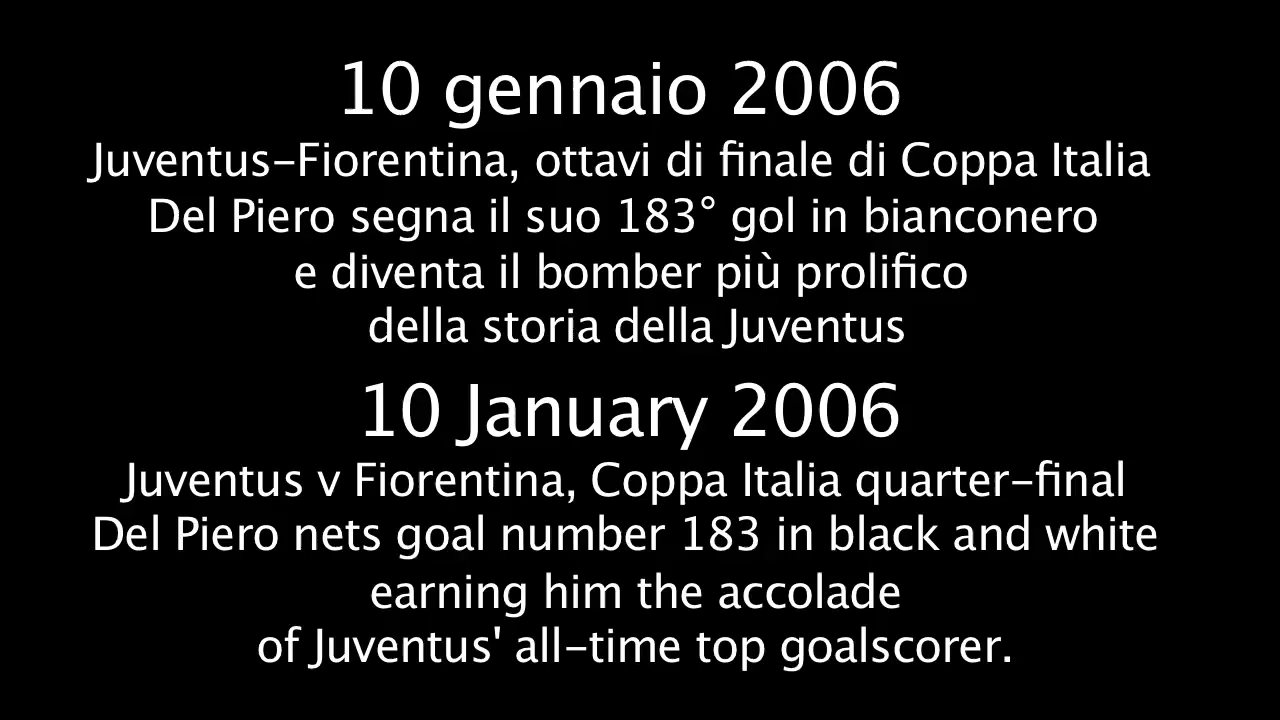 10 gennaio 2006
Juventus-Fiorentina, ottavi di finale di Coppa Italia
Del Piero segna il suo 183° gol in bianconero
e diventa il bomber più prolifico
della storia della Juventus
10 January 2006
Juventus v Fiorentina, Coppa Italia quarter-final
Del Piero nets goal number 183 in black and white
earning him the accolade
of Juventus' all-time top goalscorer.